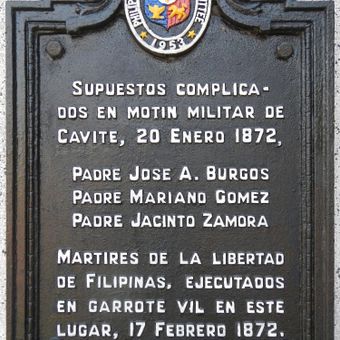 1953
SUPUESTOS COMPLICA-
DOS EN MOTIN MILITAR DE
CAVITE, 20 ENERO 1872,
PADRE JOSE A. BURGOS
PADRE MARIANO GOMEZ
PADRE JACINTO ZAMORA
MARTIRES DE LA LIBERTAD
DE FILIPINAS, EJECUTADOS
EN GARROTE VIL EN ESTE
LUGAR, 17 FEBRERO 1872.